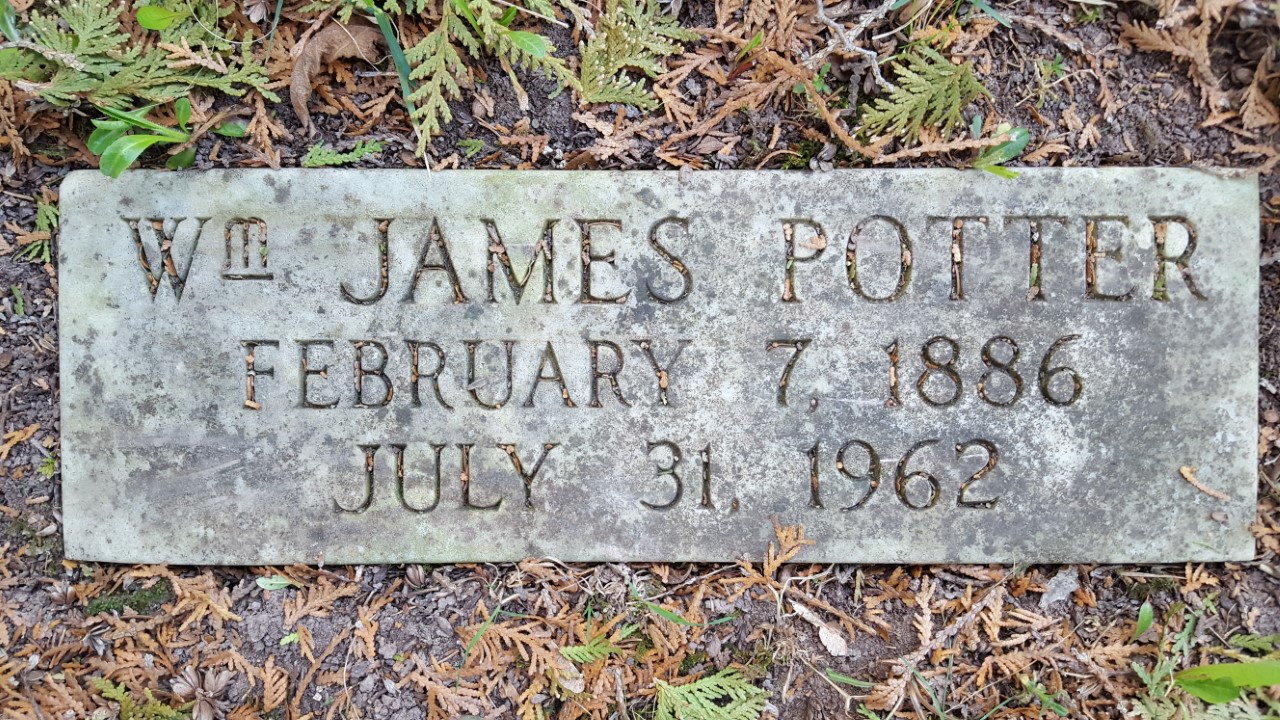 Wm JAMES POTTER
FEBRUARY 7, 1886
JULY 31, 1962